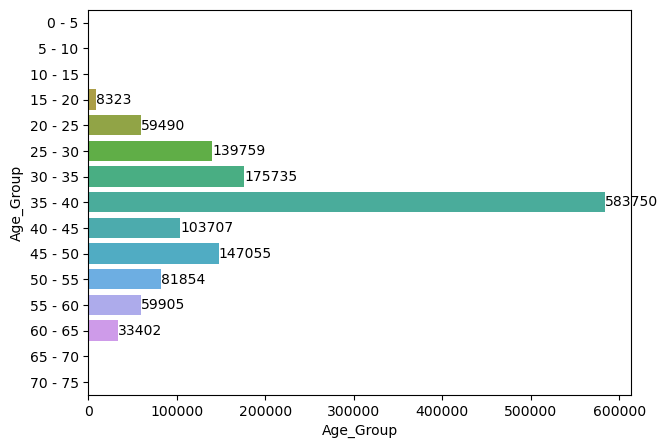 0 - 5
5 - 10
10 - 15
15 - 20 8323
20 - 25 59490
25 - 30 139759
30 - 35 175735
35 - 40 583750
40 - 45 103707
45 - 50 147055
50 - 55 81854
55 - 60 59905
60 - 65 33402
65 - 70
70 - 75
Age_Group
0 100000 200000 300000 400000 500000 600000
Age_Group